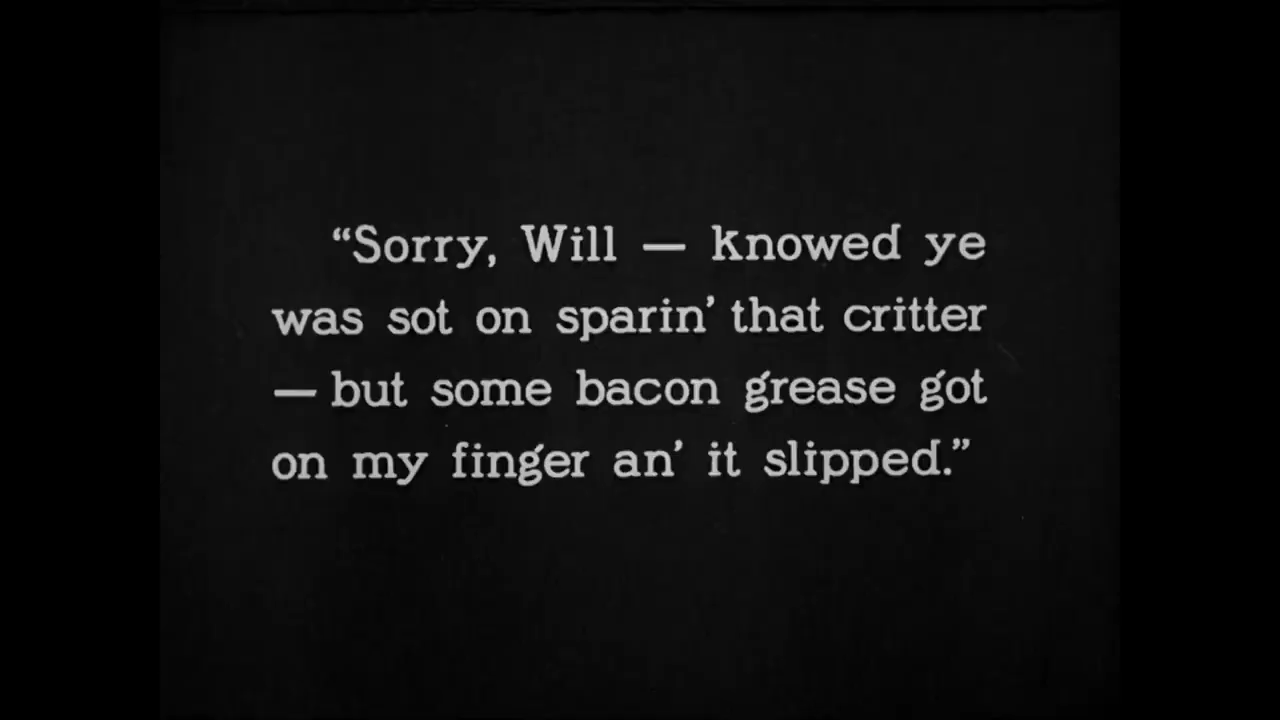 “Sorry, Will — knowed ye
was sot on sparin’ that critter
— but some bacon grease got
on my finger an’ it slipped.”